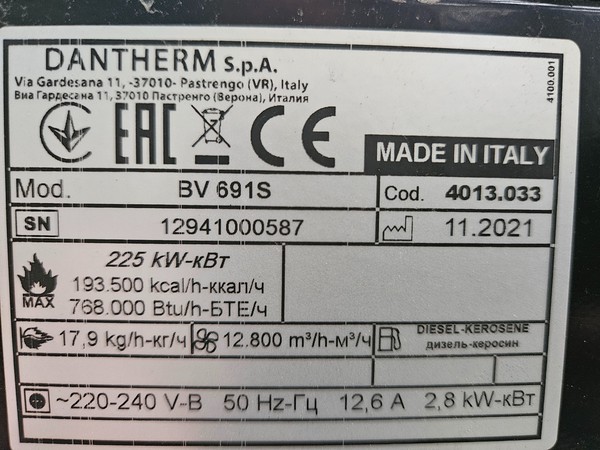 DANTHERM S.p.A.
Via Gardesana 11, -37010- Pastrengo (VR), Italy
Виа Гардесана 11, 37010 Пастренго (Верона), Италия
4100.001
EAC CE
MADE IN ITALY
Mod. BV 691S Cod. 4013.033
SN 12941000587 11.2021
225 kW-кВт
MAX 193.500 kcal/h-ккал/ч
768.000 Btu/h-БТЕ/ч
17,9 kg/h-кг/ч 12.800 m³/h-м³/ч DIESEL-KEROSENE
дизель-керосин
~220-240 V-В 50 Hz-Гц 12,6 A 2,8 kW-кВт